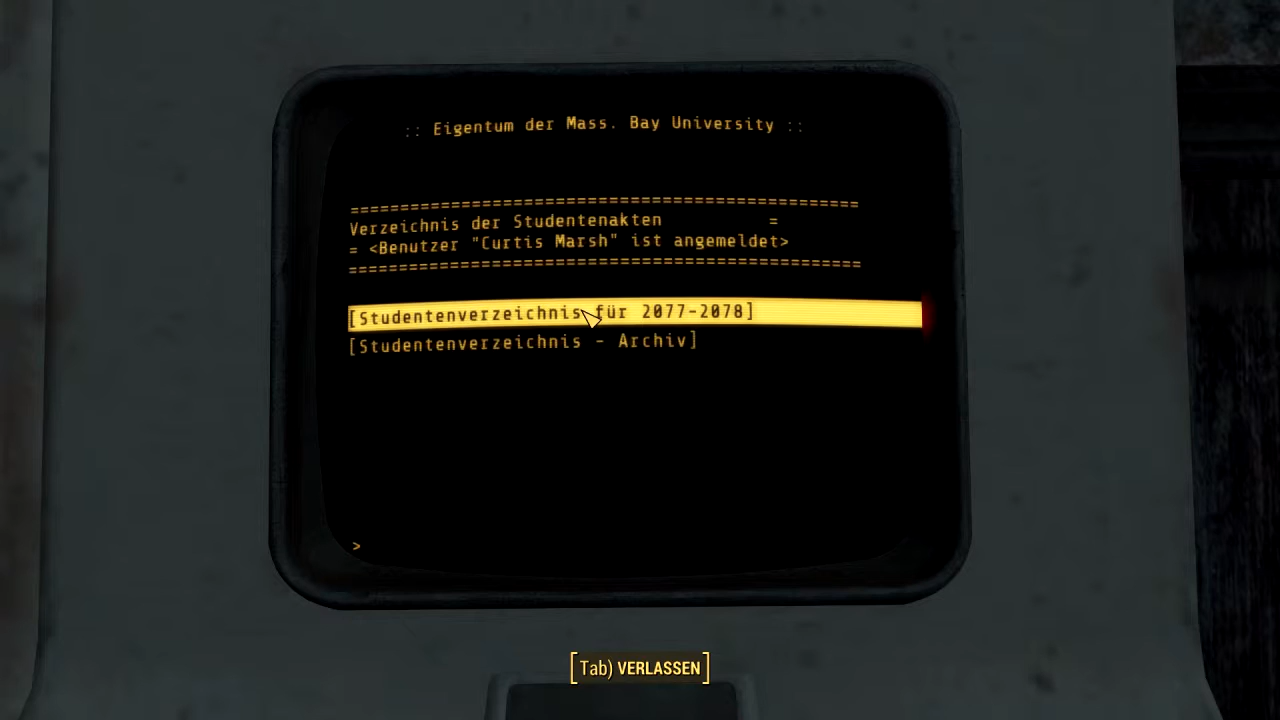 :: Eigentum der Mass. Bay University ::
=================================================
Verzeichnis der Studentenakten =
= <Benutzer "Curtis Marsh" ist angemeldet>
=================================================
[Studentenverzeichnis für 2077-2078]
[Studentenverzeichnis - Archiv]
>
[Tab) VERLASSEN]